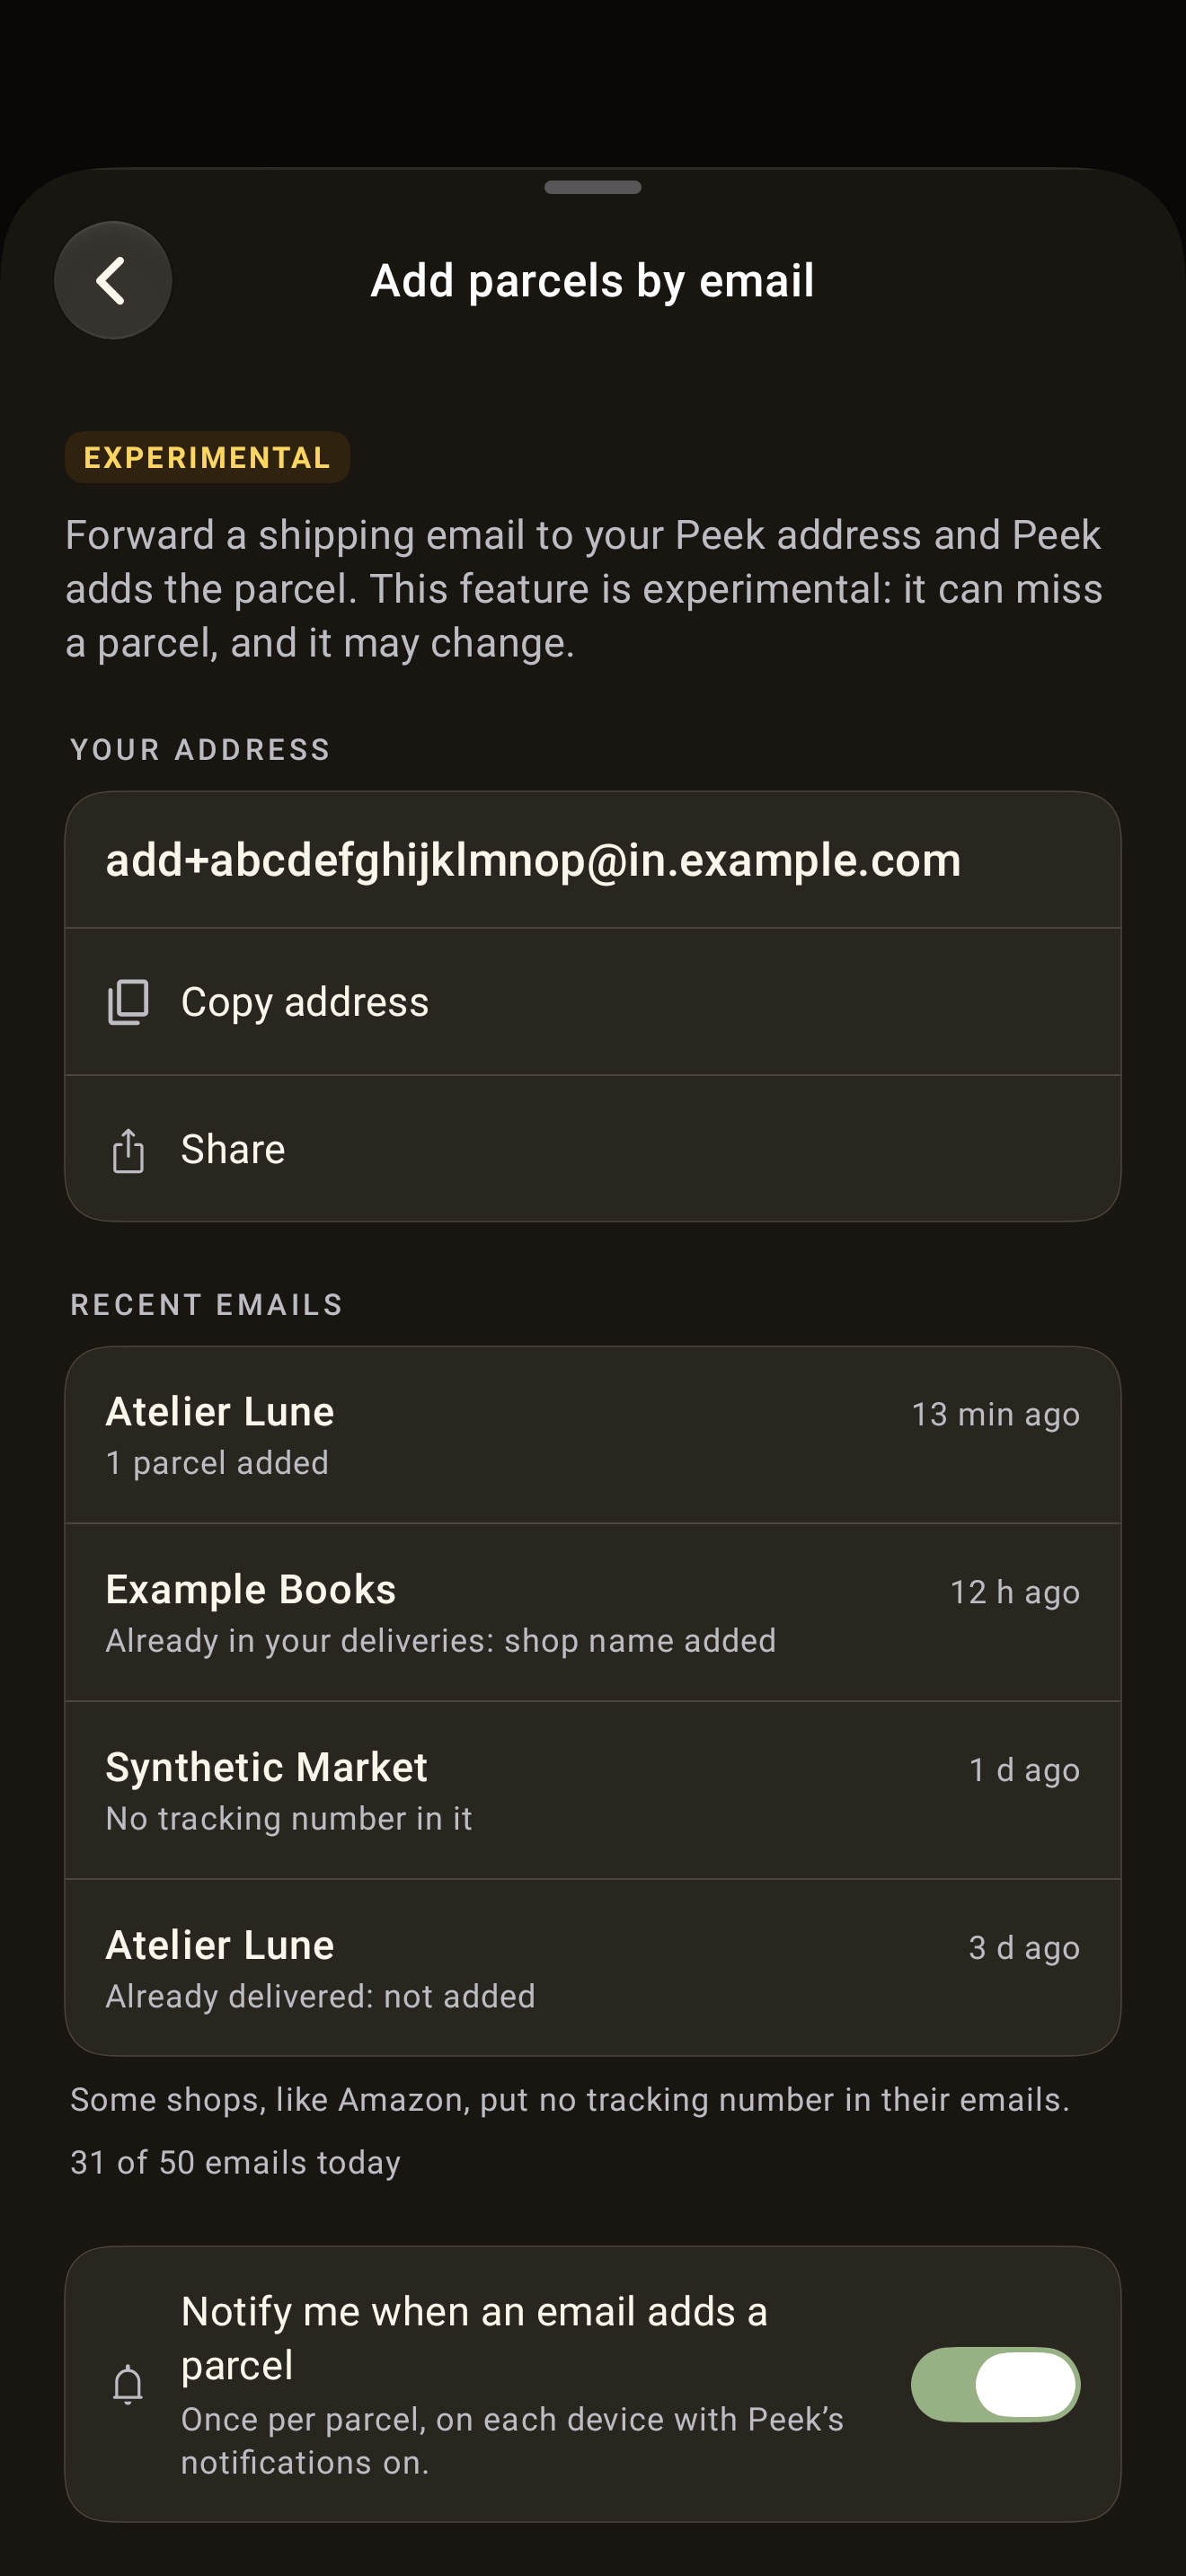 Add parcels by email
EXPERIMENTAL
Forward a shipping email to your Peek address and Peek
adds the parcel. This feature is experimental: it can miss
a parcel, and it may change.
YOUR ADDRESS
add+abcdefghijklmnop@in.example.com
Copy address
Share
RECENT EMAILS
Atelier Lune 13 min ago
1 parcel added
Example Books 12 h ago
Already in your deliveries: shop name added
Synthetic Market 1 d ago
No tracking number in it
Atelier Lune 3 d ago
Already delivered: not added
Some shops, like Amazon, put no tracking number in their emails.
31 of 50 emails today
Notify me when an email adds a
parcel
Once per parcel, on each device with Peek’s
notifications on.